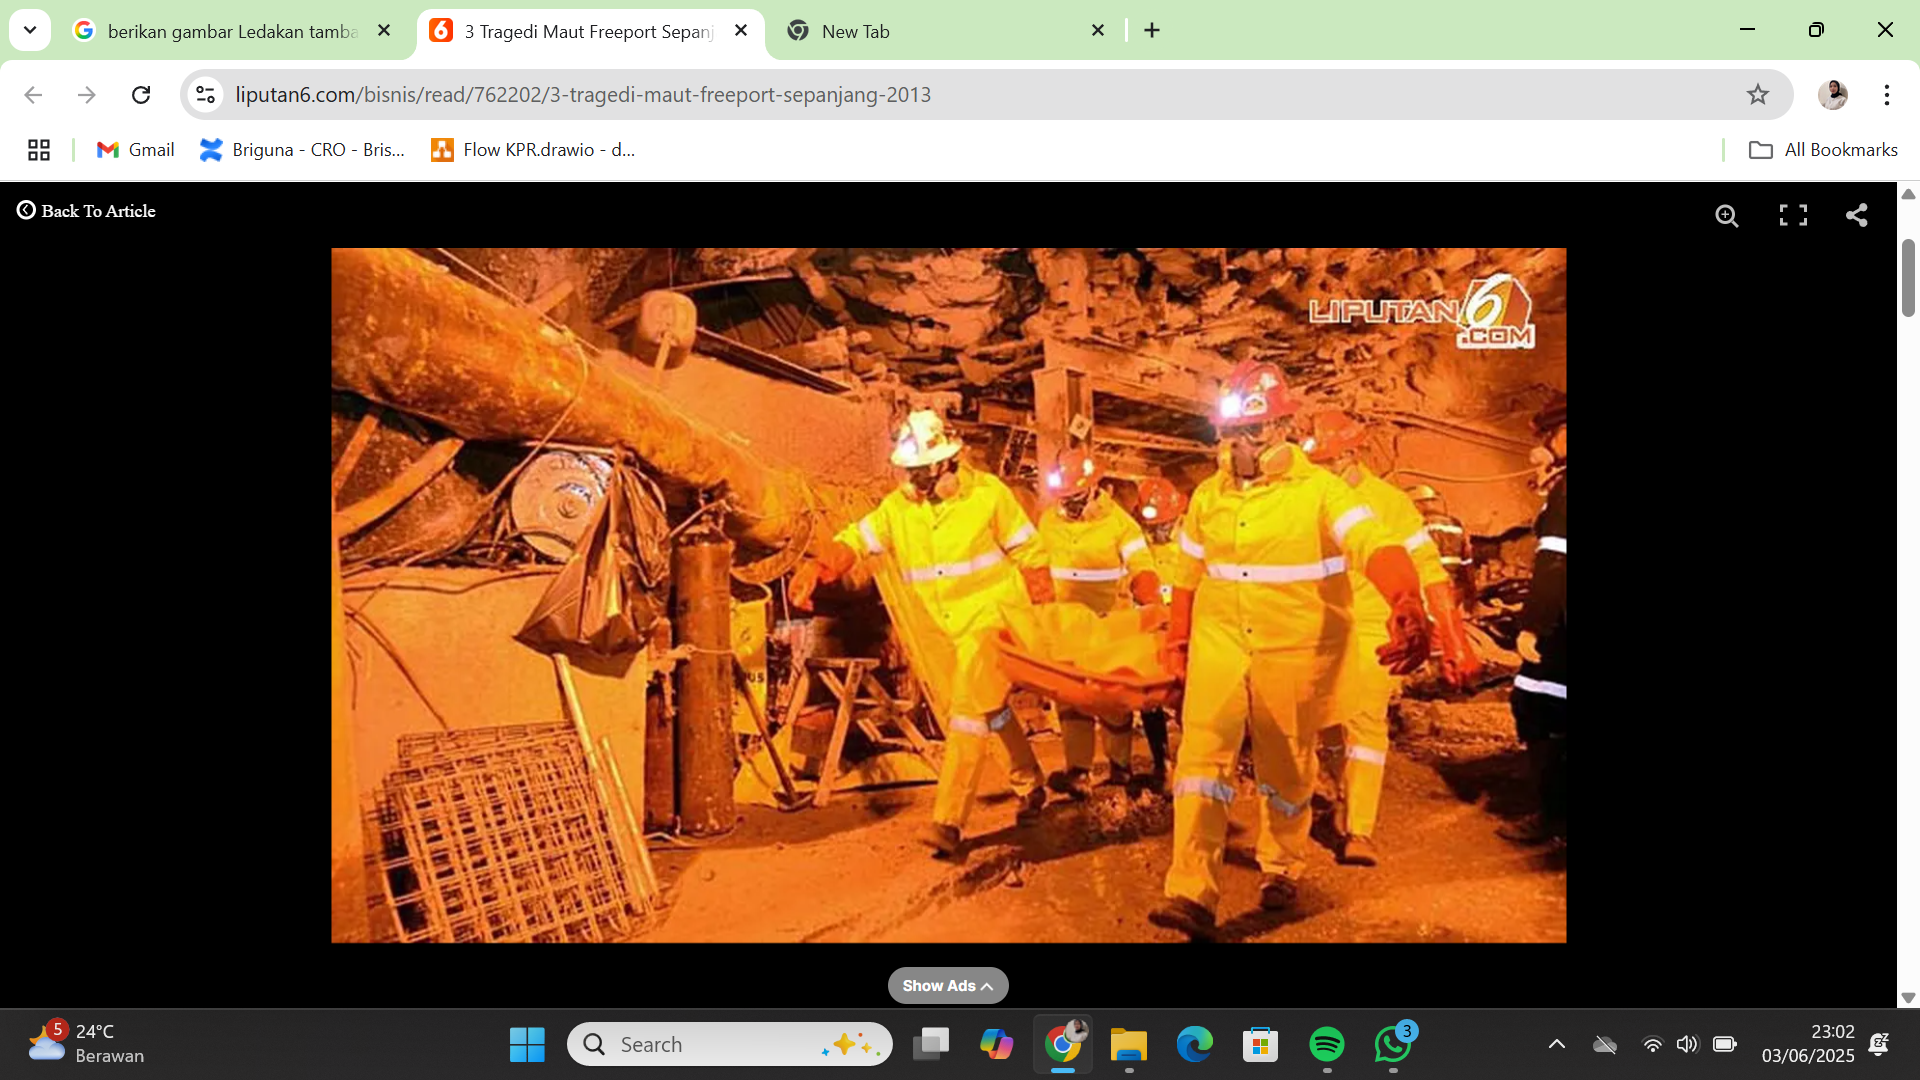 berikan gambar Ledakan tamba
3 Tragedi Maut Freeport Sepanj
New Tab
liputan6.com/bisnis/read/762202/3-tragedi-maut-freeport-sepanjang-2013
Gmail
Briguna - CRO - Bris...
Flow KPR.drawio - d...
All Bookmarks
Back To Article
LIPUTAN6
.COM
Show Ads
5
24°C
Berawan
Search
3
23:02
03/06/2025